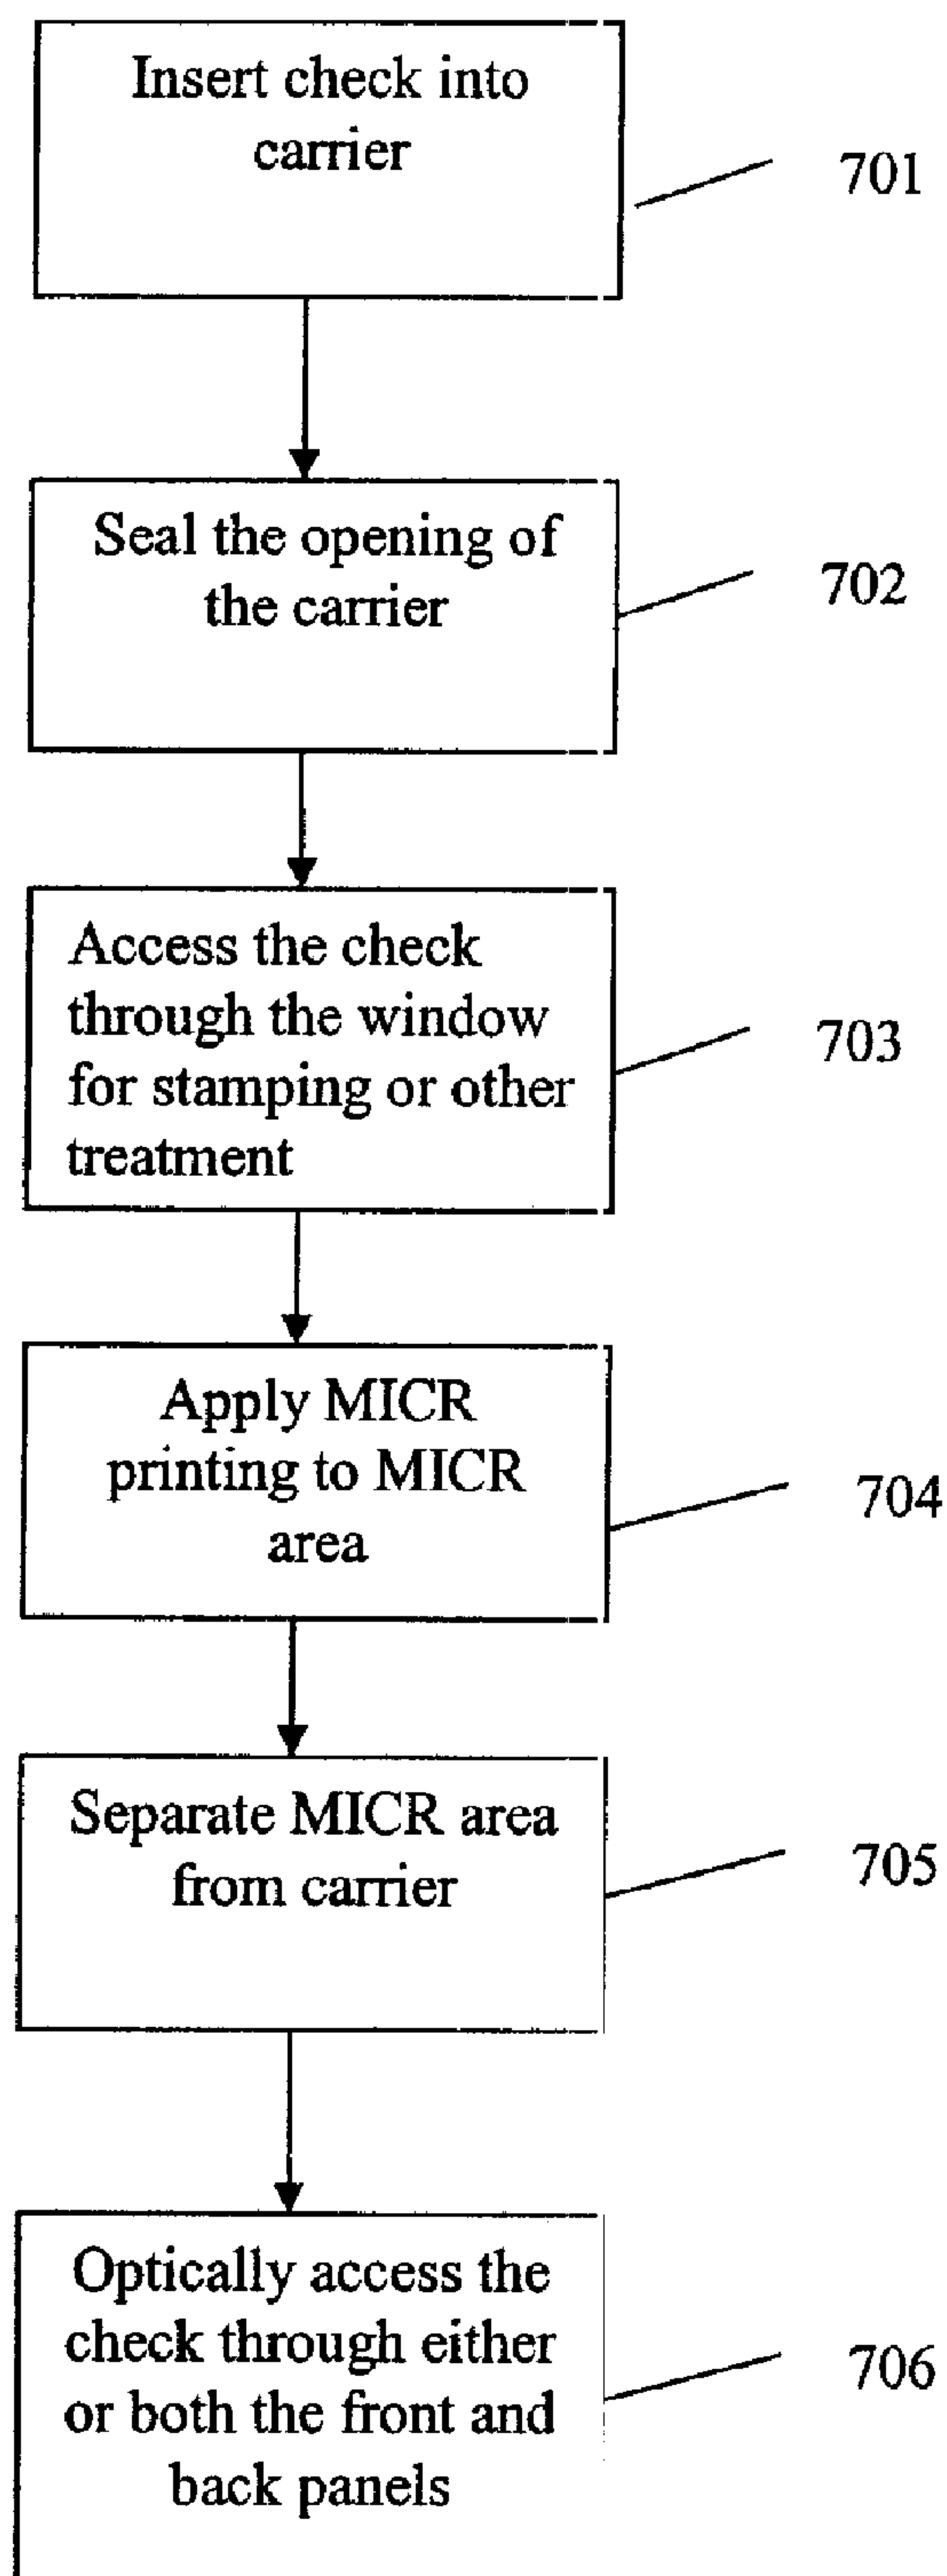 Insert check into
carrier
701
Seal the opening of
the carrier
702
Access the check
through the window
for stamping or other
treatment
703
Apply MICR
printing to MICR
area
704
Separate MICR area
from carrier
705
Optically access the
check through either
or both the front and
back panels
706